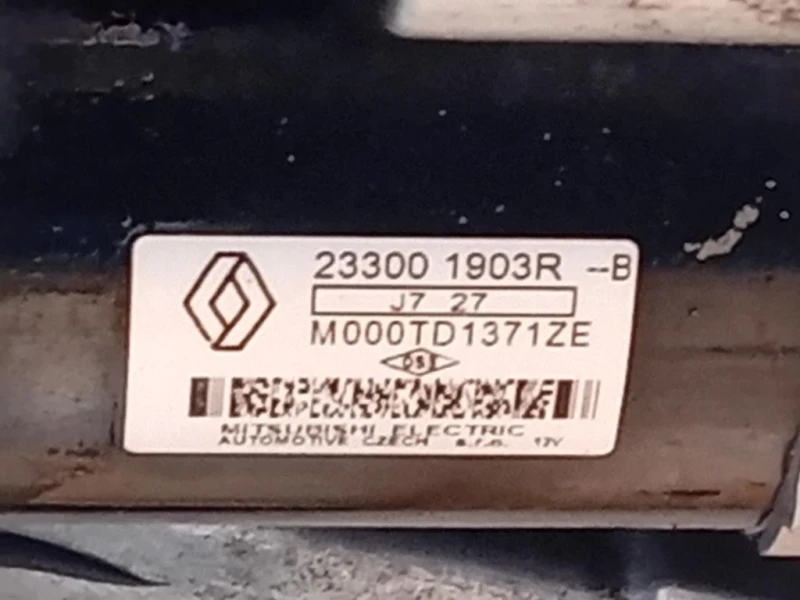 23300 1903R --B
J7 27
M000TD1371ZE
MITSUBISHI ELECTRIC
AUTOMOTIVE CZECH s.r.o. 12V